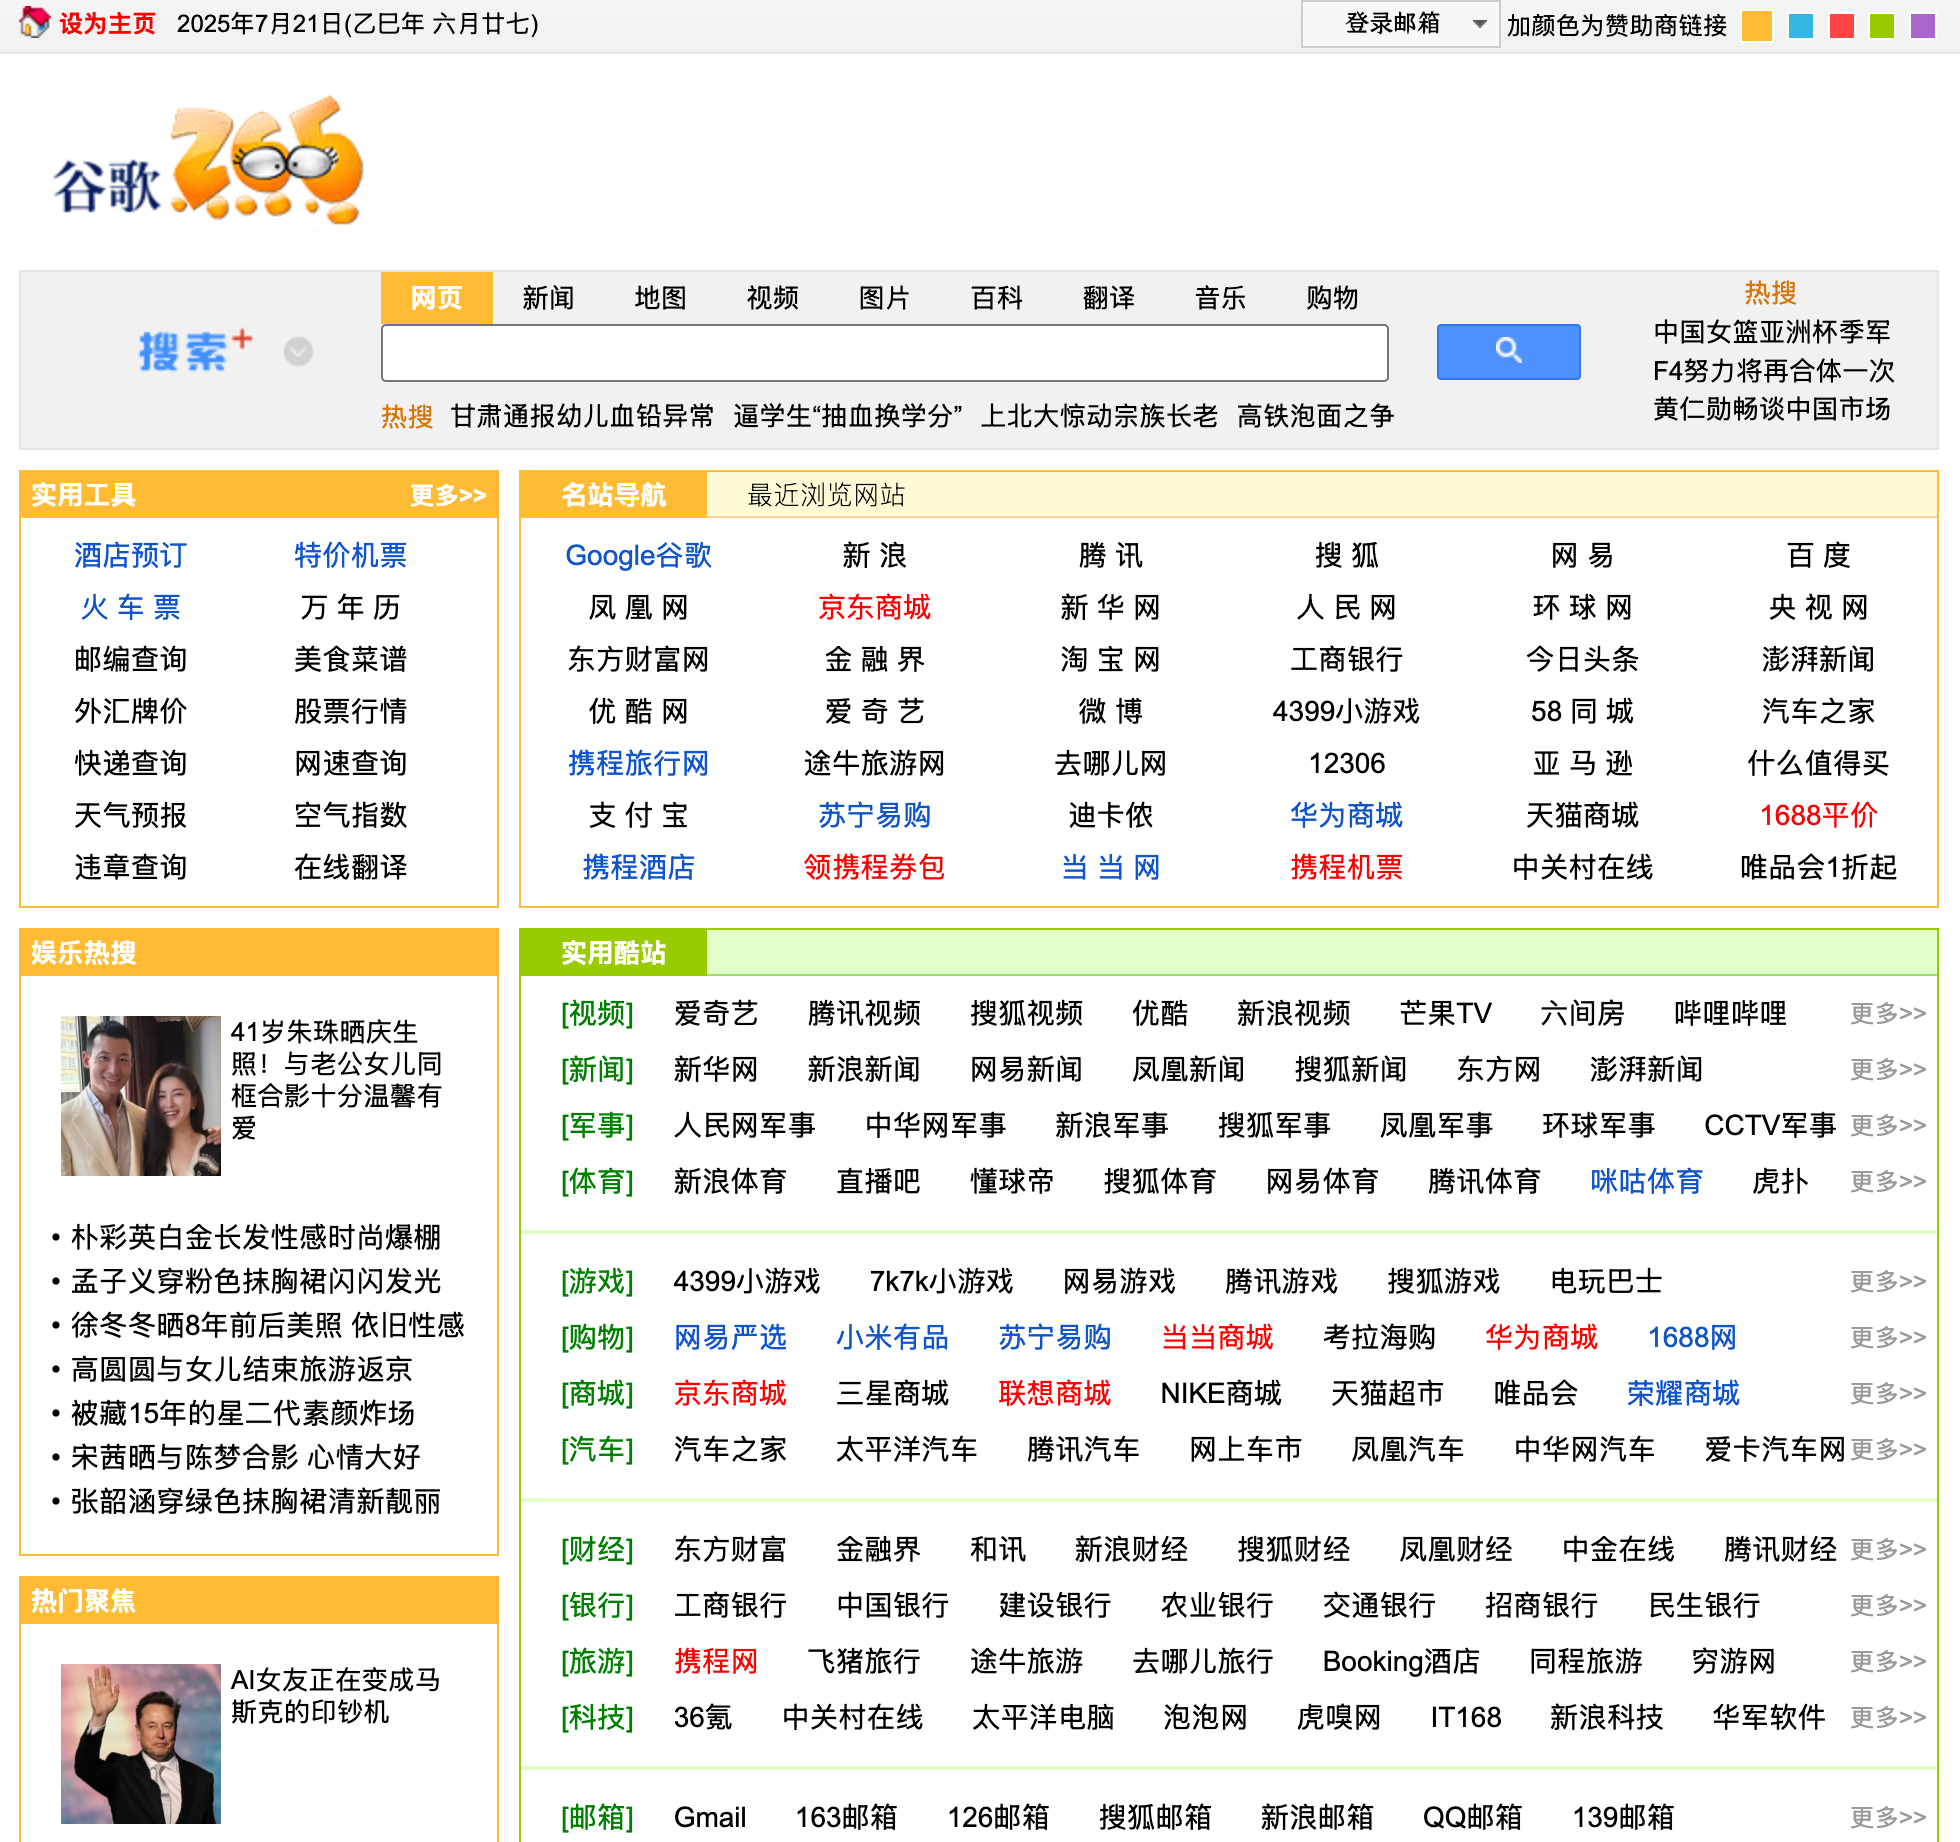 设为主页 2025年7月21日(乙巳年 六月廿七) 登录邮箱 加颜色为赞助商链接
谷歌265
网页 新闻 地图 视频 图片 百科 翻译 音乐 购物
搜索+
热搜 甘肃通报幼儿血铅异常 逼学生“抽血换学分” 上北大惊动宗族长老 高铁泡面之争
热搜
中国女篮亚洲杯季军
F4努力将再合体一次
黄仁勋畅谈中国市场
实用工具 更多>>
酒店预订 特价机票
火 车 票 万 年 历
邮编查询 美食菜谱
外汇牌价 股票行情
快递查询 网速查询
天气预报 空气指数
违章查询 在线翻译
名站导航 最近浏览网站
Google谷歌 新 浪 腾 讯 搜 狐 网 易 百 度
凤 凰 网 京东商城 新 华 网 人 民 网 环 球 网 央 视 网
东方财富网 金 融 界 淘 宝 网 工商银行 今日头条 澎湃新闻
优 酷 网 爱 奇 艺 微 博 4399小游戏 58 同 城 汽车之家
携程旅行网 途牛旅游网 去哪儿网 12306 亚 马 逊 什么值得买
支 付 宝 苏宁易购 迪卡侬 华为商城 天猫商城 1688平价
携程酒店 领携程券包 当 当 网 携程机票 中关村在线 唯品会1折起
娱乐热搜
41岁朱珠晒庆生
照！与老公女儿同
框合影十分温馨有
爱
• 朴彩英白金长发性感时尚爆棚
• 孟子义穿粉色抹胸裙闪闪发光
• 徐冬冬晒8年前后美照 依旧性感
• 高圆圆与女儿结束旅游返京
• 被藏15年的星二代素颜炸场
• 宋茜晒与陈梦合影 心情大好
• 张韶涵穿绿色抹胸裙清新靓丽
热门聚焦
AI女友正在变成马
斯克的印钞机
实用酷站
[视频] 爱奇艺 腾讯视频 搜狐视频 优酷 新浪视频 芒果TV 六间房 哔哩哔哩 更多>>
[新闻] 新华网 新浪新闻 网易新闻 凤凰新闻 搜狐新闻 东方网 澎湃新闻 更多>>
[军事] 人民网军事 中华网军事 新浪军事 搜狐军事 凤凰军事 环球军事 CCTV军事 更多>>
[体育] 新浪体育 直播吧 懂球帝 搜狐体育 网易体育 腾讯体育 咪咕体育 虎扑 更多>>
[游戏] 4399小游戏 7k7k小游戏 网易游戏 腾讯游戏 搜狐游戏 电玩巴士 更多>>
[购物] 网易严选 小米有品 苏宁易购 当当商城 考拉海购 华为商城 1688网 更多>>
[商城] 京东商城 三星商城 联想商城 NIKE商城 天猫超市 唯品会 荣耀商城 更多>>
[汽车] 汽车之家 太平洋汽车 腾讯汽车 网上车市 凤凰汽车 中华网汽车 爱卡汽车网 更多>>
[财经] 东方财富 金融界 和讯 新浪财经 搜狐财经 凤凰财经 中金在线 腾讯财经 更多>>
[银行] 工商银行 中国银行 建设银行 农业银行 交通银行 招商银行 民生银行 更多>>
[旅游] 携程网 飞猪旅行 途牛旅游 去哪儿旅行 Booking酒店 同程旅游 穷游网 更多>>
[科技] 36氪 中关村在线 太平洋电脑 泡泡网 虎嗅网 IT168 新浪科技 华军软件 更多>>
[邮箱] Gmail 163邮箱 126邮箱 搜狐邮箱 新浪邮箱 QQ邮箱 139邮箱 更多>>